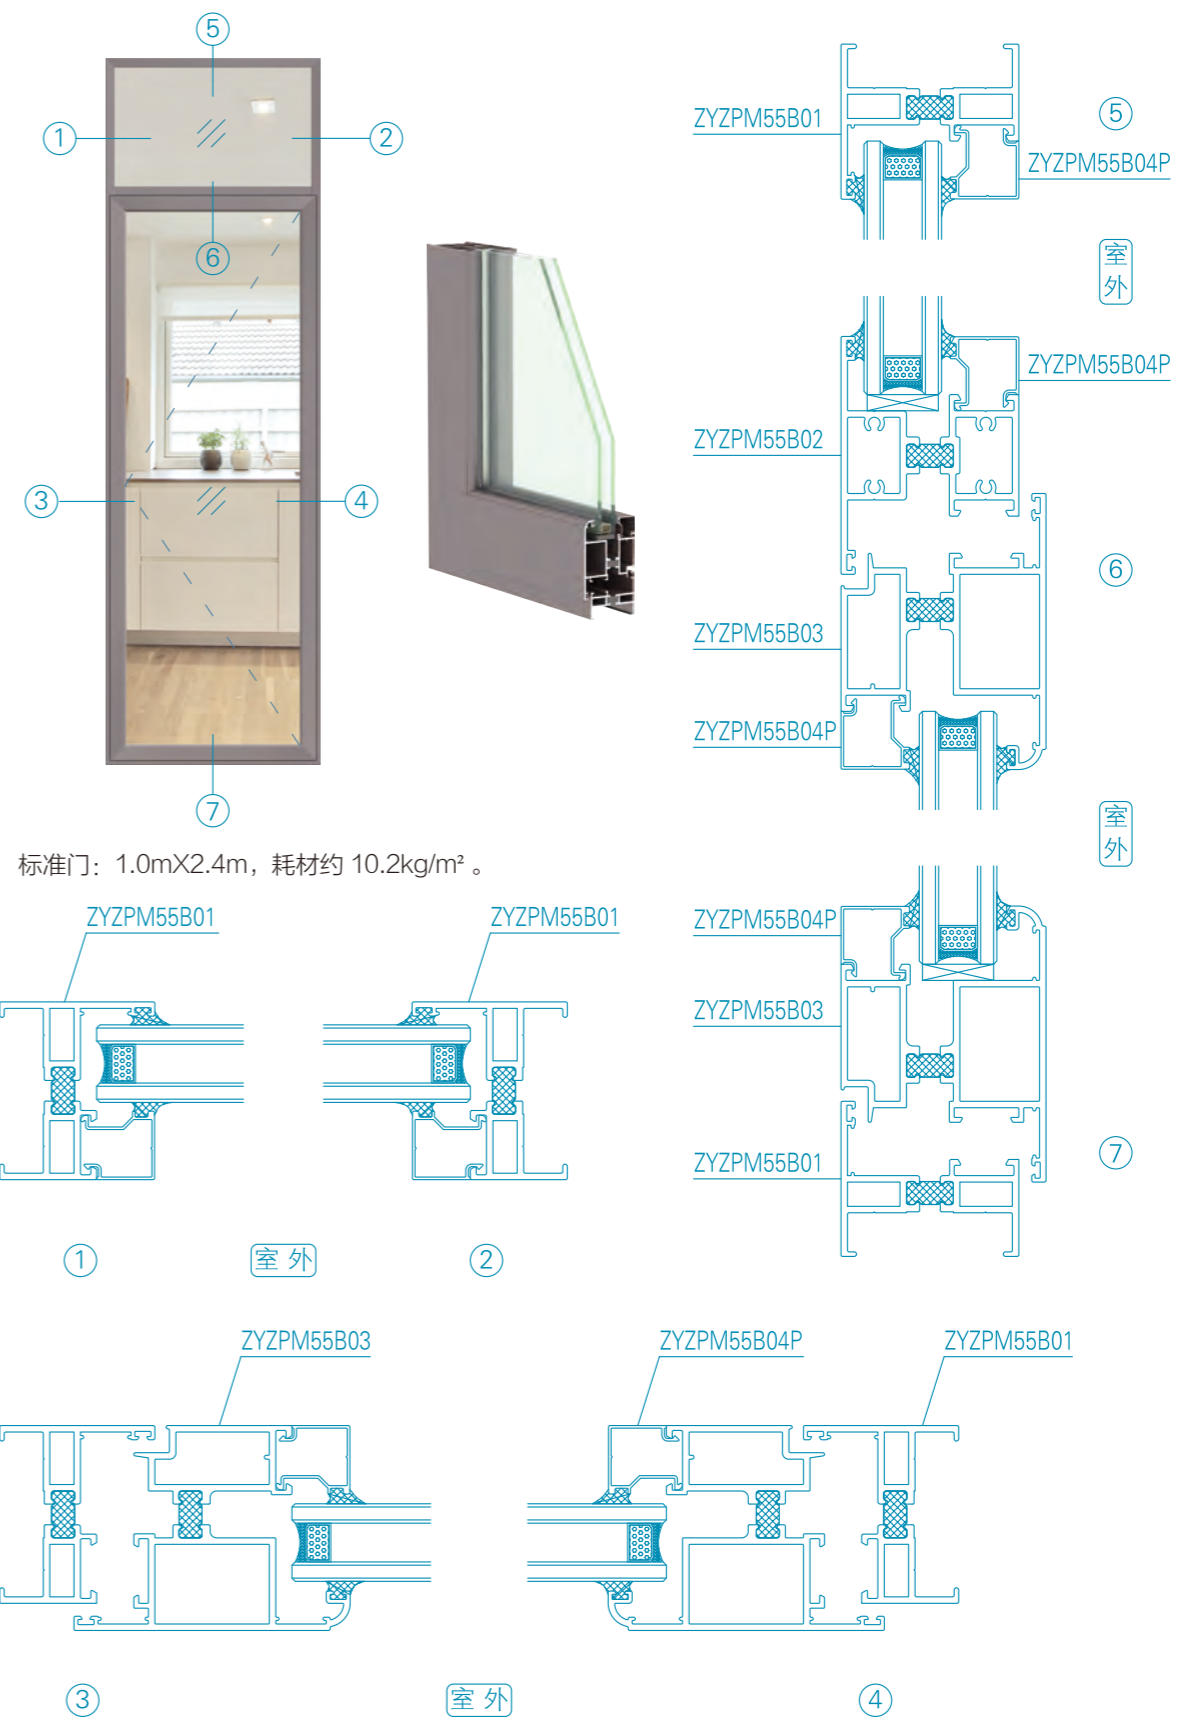 ⑤
①
②
⑥
③
④
⑦
标准门：1.0mX2.4m，耗材约 10.2kg/m² 。
ZYZPM55B01
⑤
ZYZPM55B04P
室外
ZYZPM55B04P
ZYZPM55B02
⑥
ZYZPM55B03
ZYZPM55B04P
室外
ZYZPM55B04P
ZYZPM55B03
ZYZPM55B01
⑦
ZYZPM55B01
ZYZPM55B01
①
室外
②
ZYZPM55B03
ZYZPM55B04P
ZYZPM55B01
③
室外
④